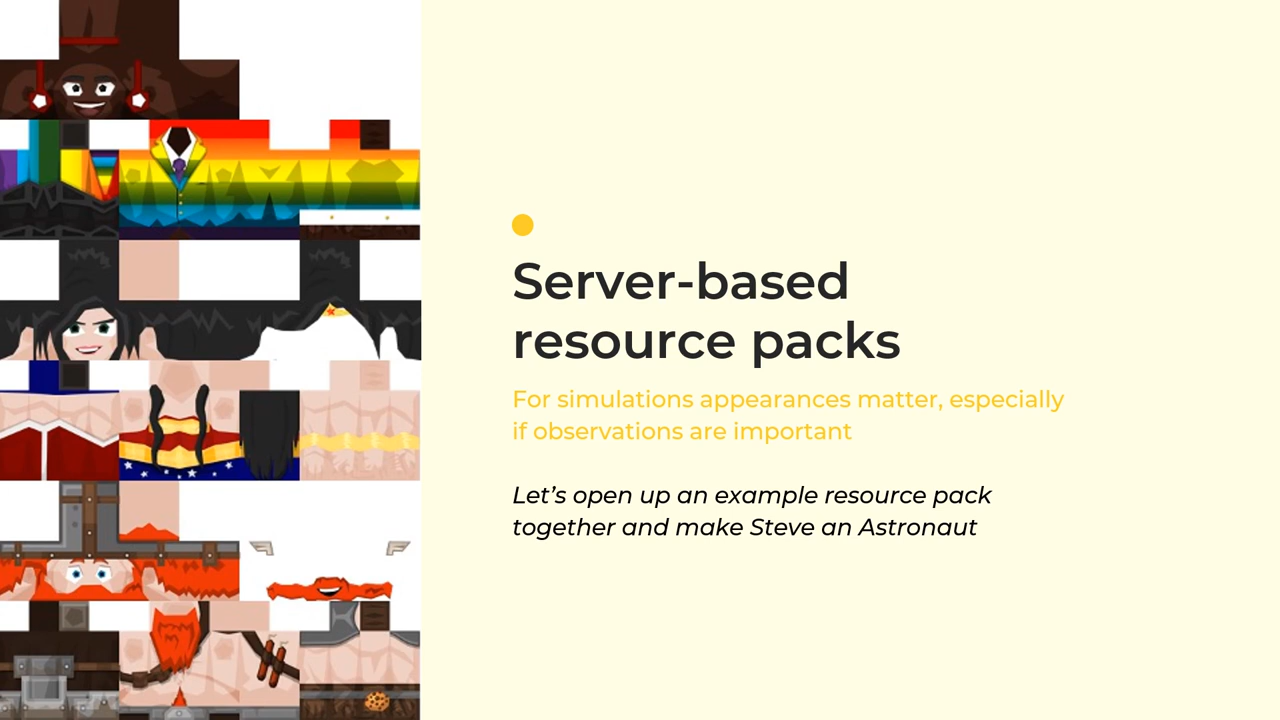 Server-based
resource packs
For simulations appearances matter, especially
if observations are important
Let’s open up an example resource pack
together and make Steve an Astronaut